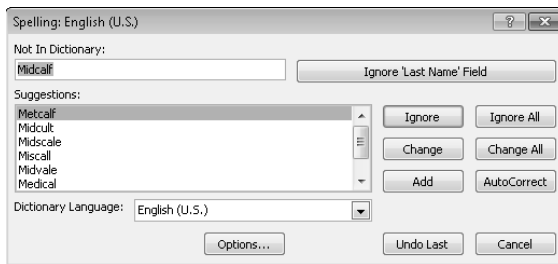 Spelling: English (U.S.)
Not In Dictionary:
Midcalf
Ignore 'Last Name' Field
Suggestions:
Metcalf
Midcult
Midscale
Miscall
Midvale
Medical
Ignore
Ignore All
Change
Change All
Add
AutoCorrect
Dictionary Language:
English (U.S.)
Options...
Undo Last
Cancel